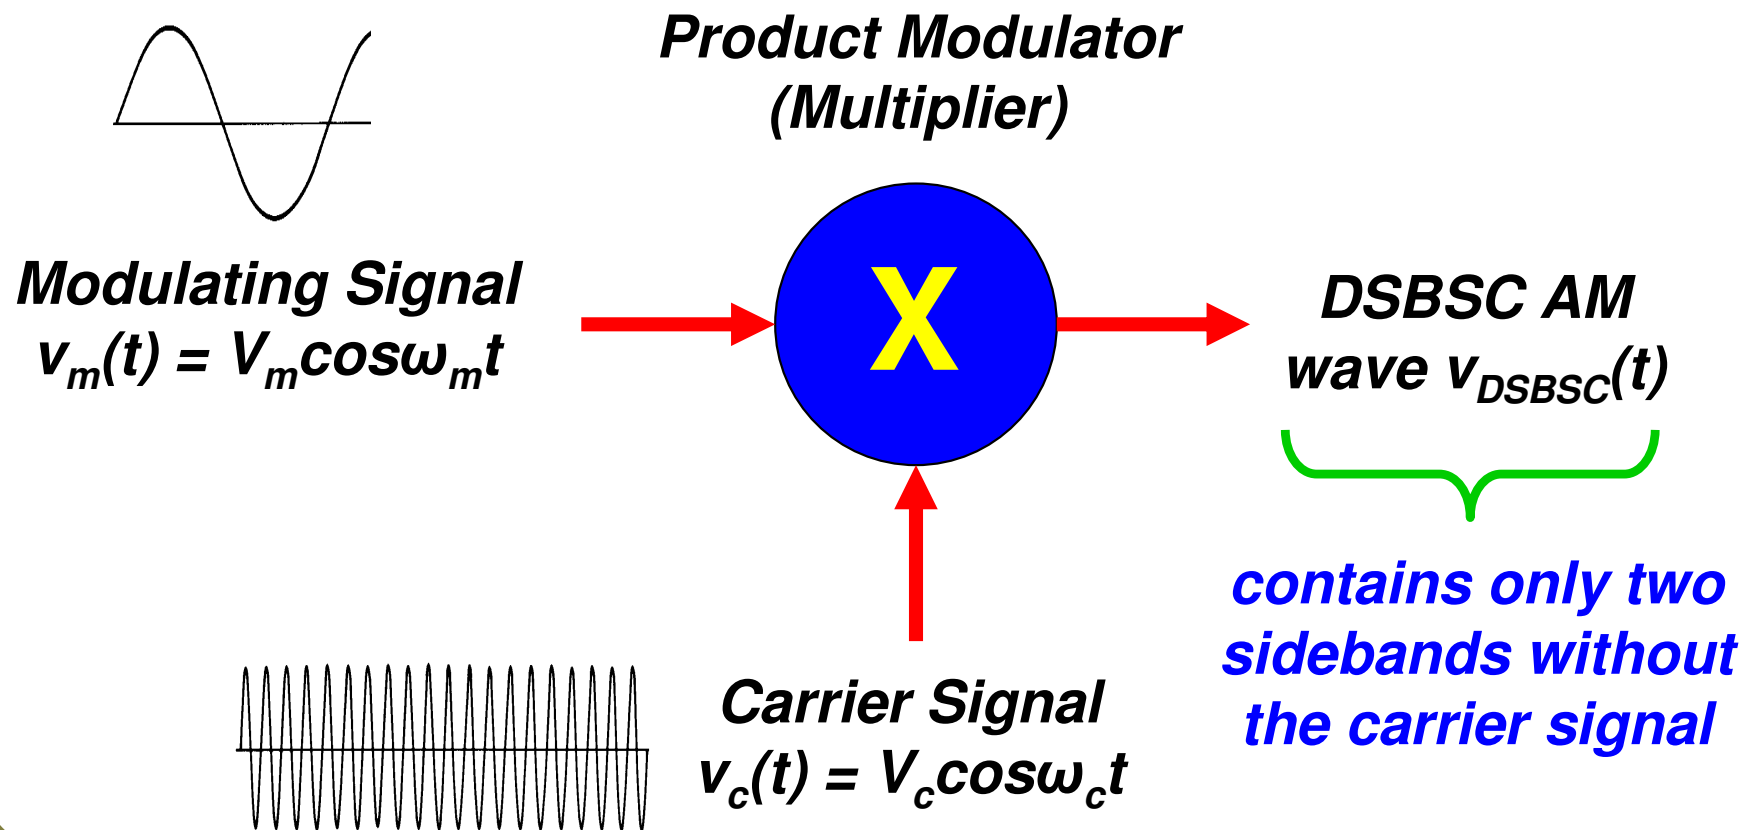 Product Modulator
(Multiplier)
Modulating Signal
vm(t) = Vmcosωmt
X
DSBSC AM
wave vDSBSC(t)
contains only two
sidebands without
the carrier signal
Carrier Signal
vc(t) = Vccosωct